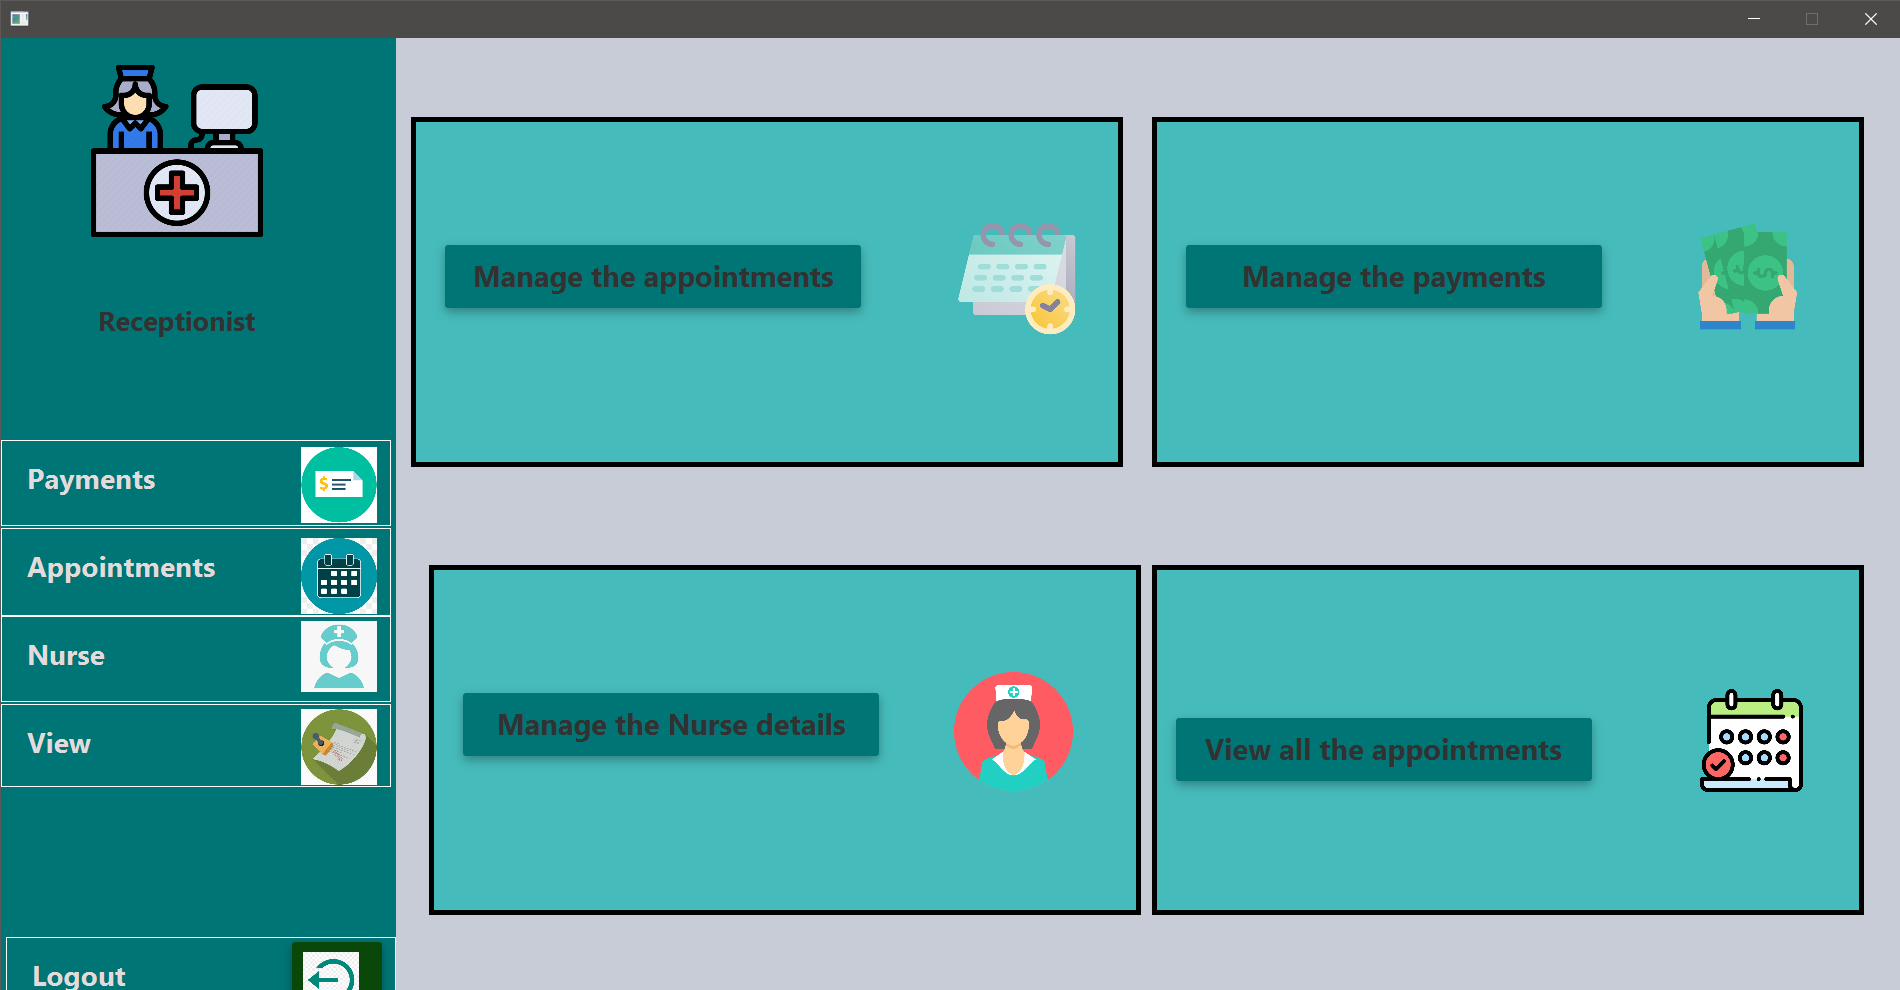 Receptionist
Payments
Appointments
Nurse
View
Logout
Manage the appointments
Manage the payments
Manage the Nurse details
View all the appointments